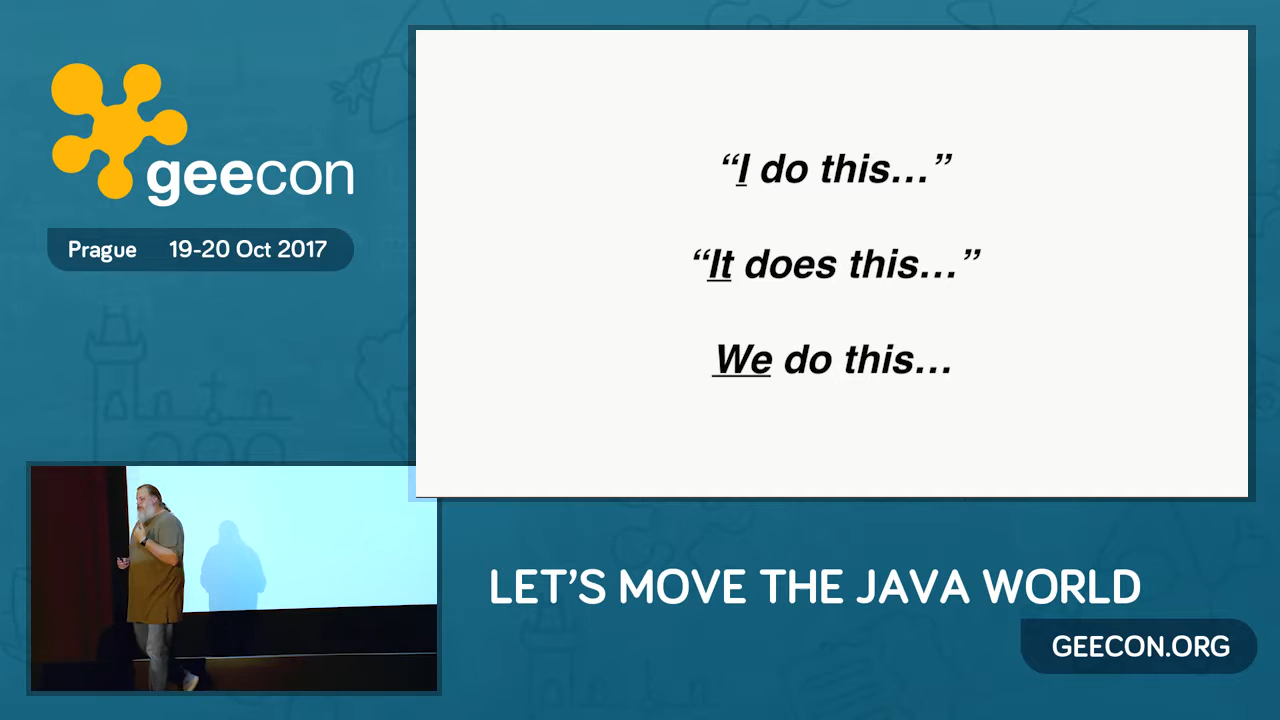 geecon
Prague 19-20 Oct 2017
“I do this…”
“It does this…”
We do this…
LET’S MOVE THE JAVA WORLD
GEECON.ORG